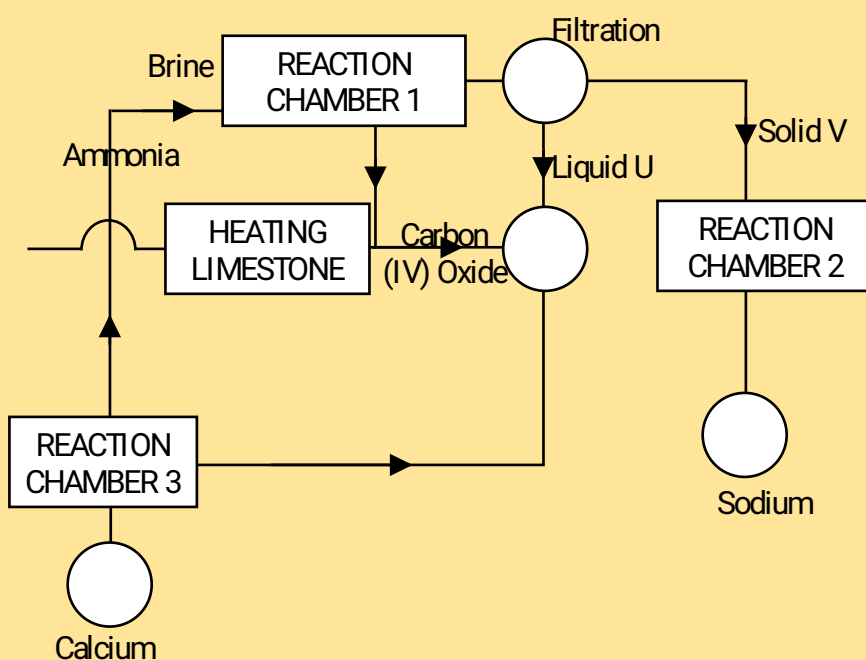 Filtration
Brine
REACTION
CHAMBER 1
Ammonia
Solid V
Liquid U
HEATING
LIMESTONE
Carbon
(IV) Oxide
REACTION
CHAMBER 2
REACTION
CHAMBER 3
Sodium
Calcium